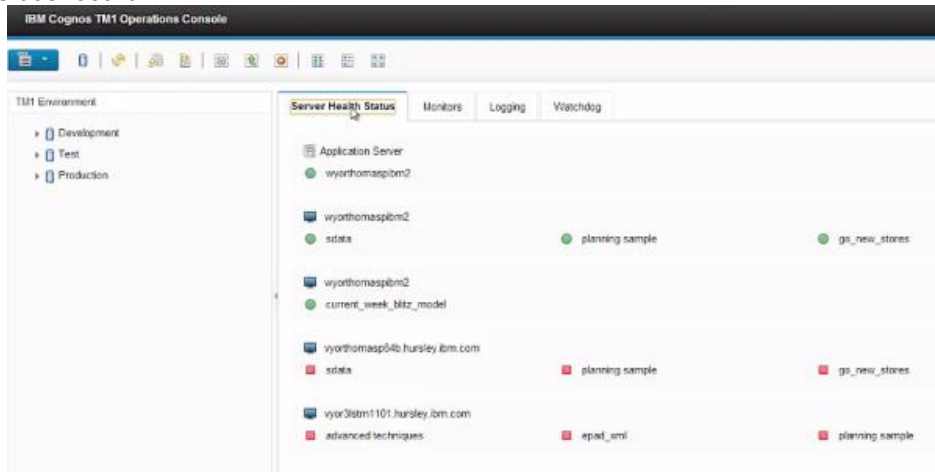 IBM Cognos TM1 Operations Console
TM1 Environment
Development
Test
Production
Server Health Status Monitors Logging Watchdog
Application Server
wyorthomaspibm2
wyorthomaspibm2
sdata planning sample go_new_stores
wyorthomaspibm2
current_week_blitz_model
vyorthomasp64b.hursley.ibm.com
sdata planning sample go_new_stores
vyor3lstm1101.hursley.ibm.com
advanced techniques epad_xml planning sample